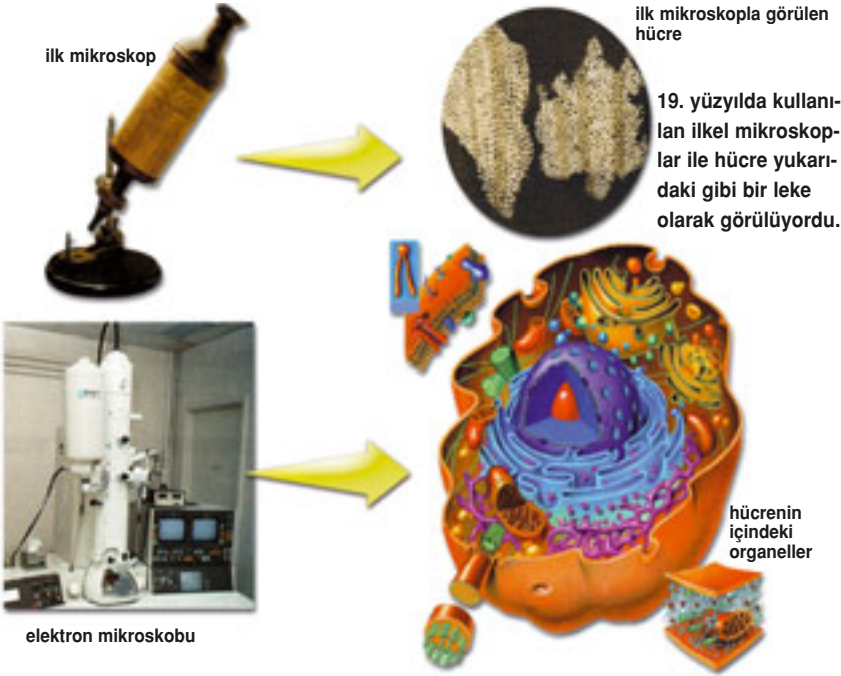 ilk mikroskop
ilk mikroskopla görülen
hücre
19. yüzyılda kullanı-
lan ilkel mikroskop-
lar ile hücre yukarı-
daki gibi bir leke
olarak görülüyordu.
hücrenin
içindeki
organeller
elektron mikroskobu